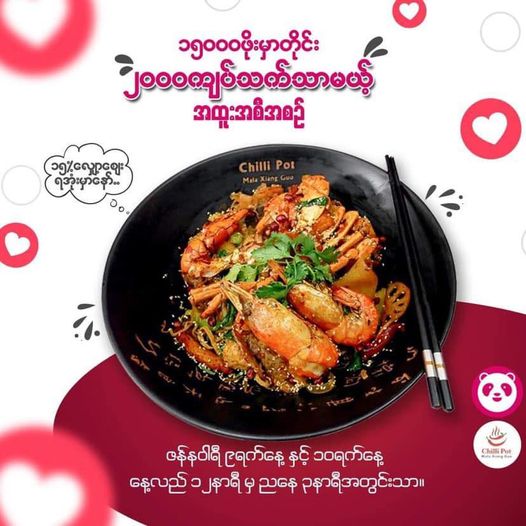 ၁၅၀၀၀ဖိုးမှာတိုင်း
၂၀၀၀ကျပ်သက်သာမယ့်
အထူးအစီအစဉ်
၁၅%လျှော့ဈေး
ရအုံးမှာနော်..
Chilli Pot
Mala Xiang Guo
Chilli Pot
Mala Xiang Guo
ဖန်နဝါရီ ၉ရက်နေ့ နှင့် ၁၀ရက်နေ့
နေ့လည် ၁၂နာရီ မှ ညနေ ၃နာရီအတွင်းသာ။